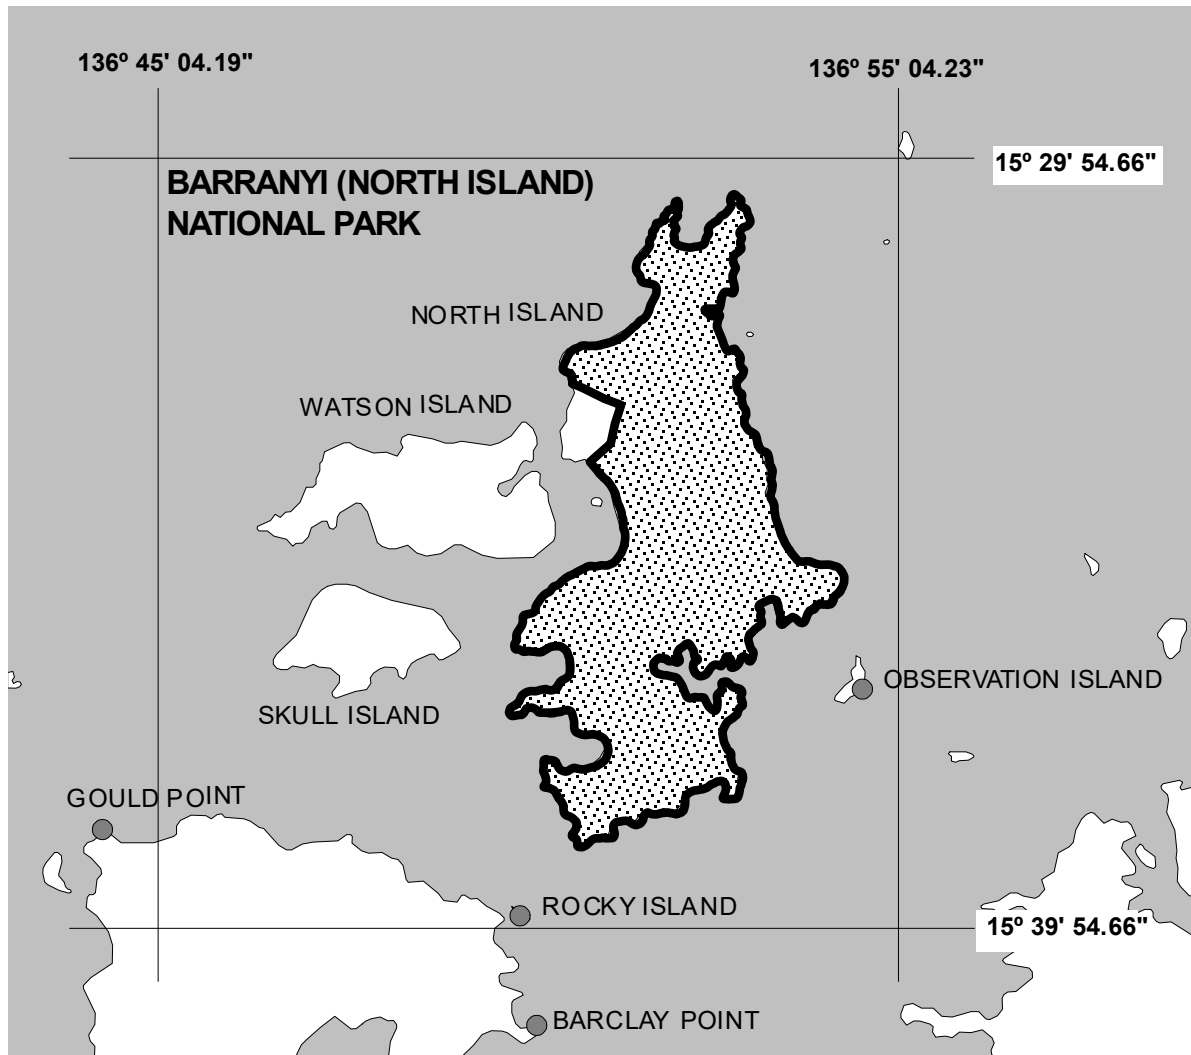 136º 45' 04.19"
136º 55' 04.23"
15º 29' 54.66"
BARRANYI (NORTH ISLAND)
NATIONAL PARK
NORTH ISLAND
WATSON ISLAND
OBSERVATION ISLAND
SKULL ISLAND
GOULD POINT
ROCKY ISLAND
15º 39' 54.66"
BARCLAY POINT